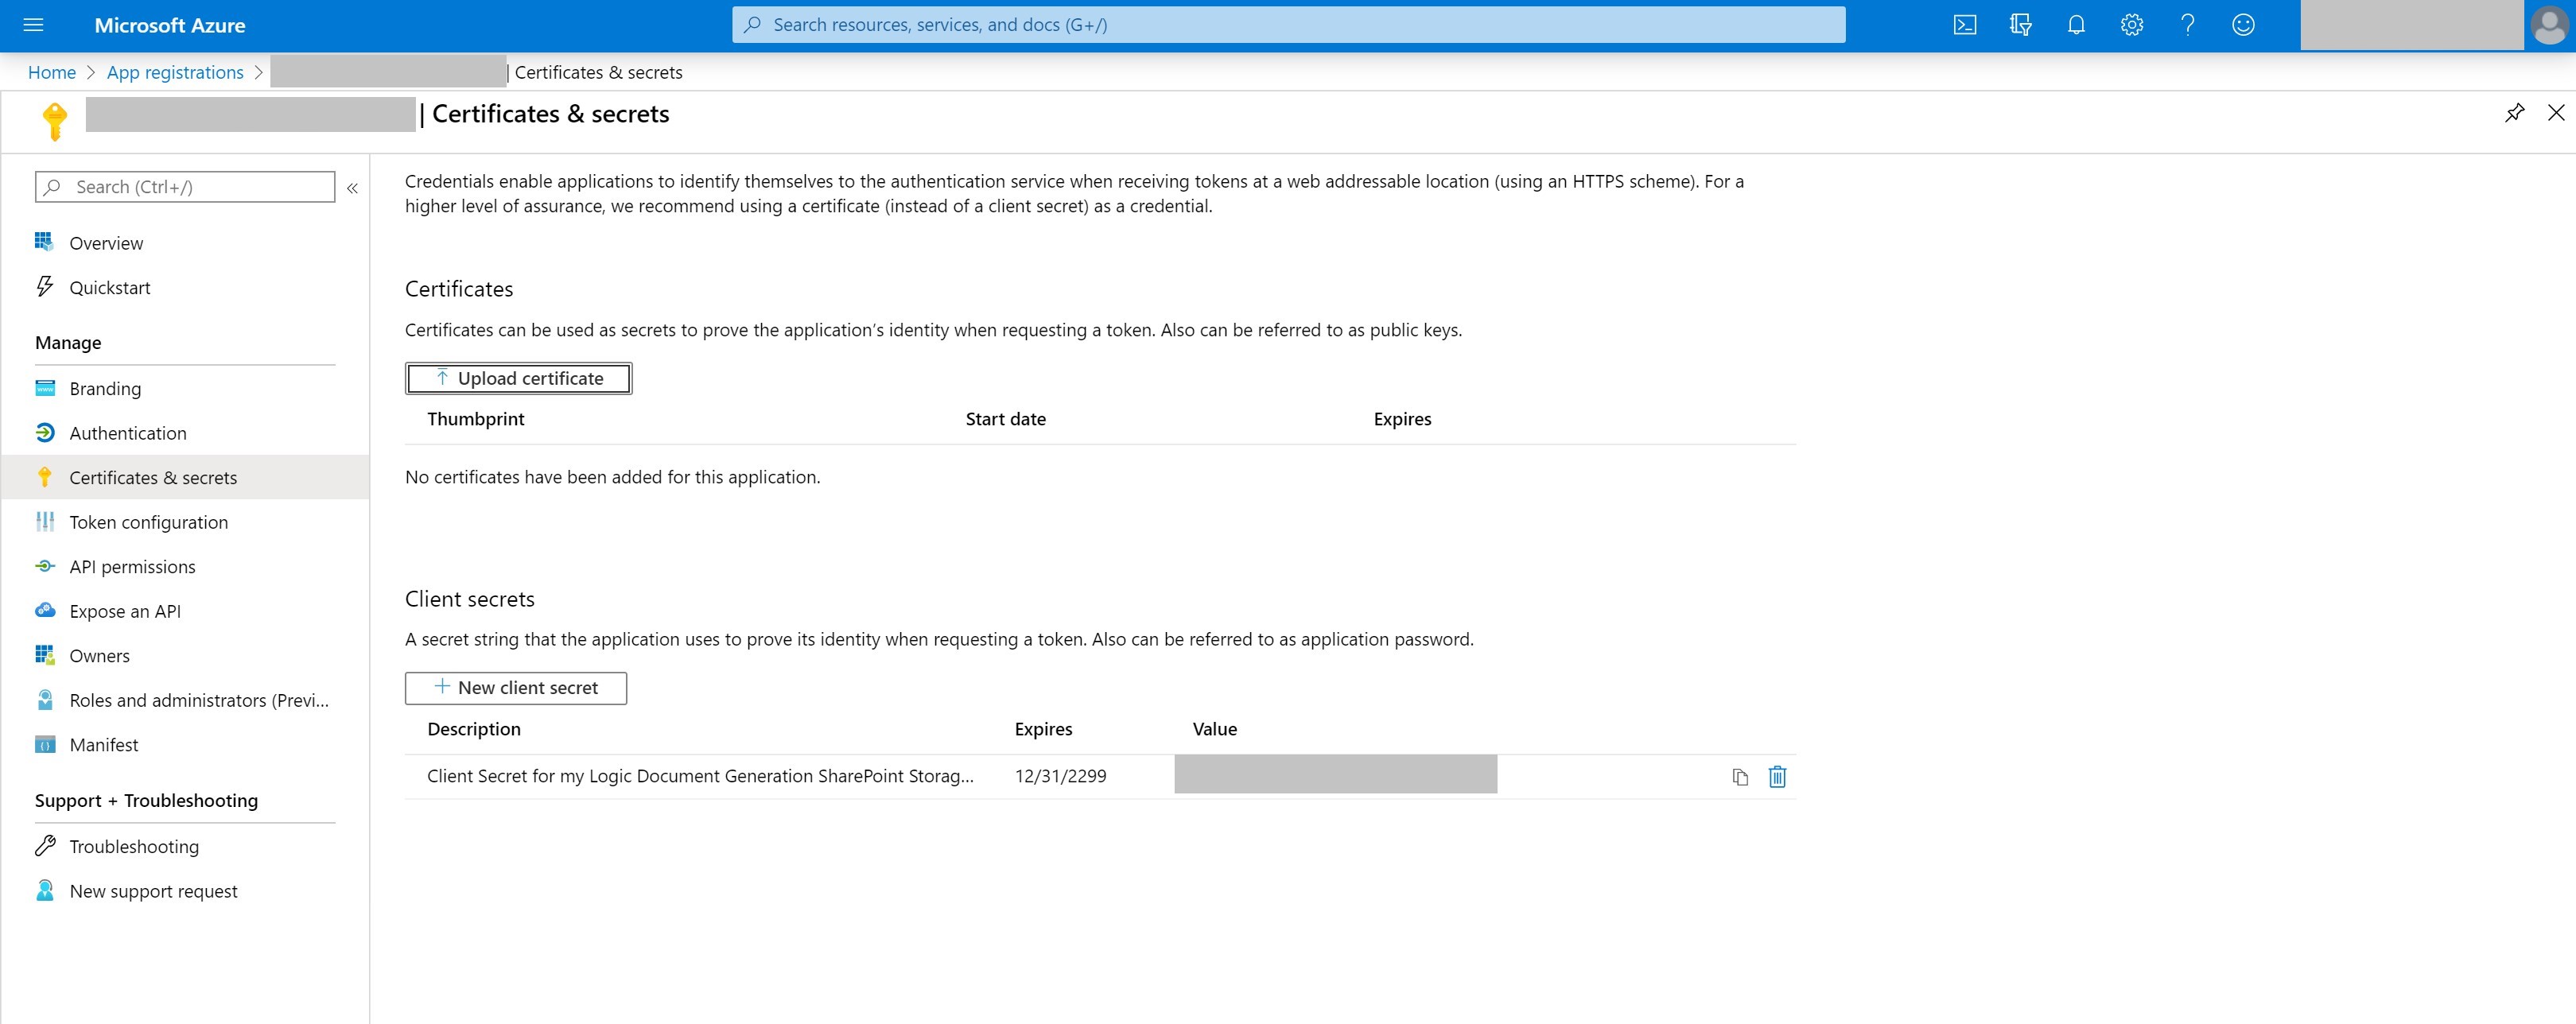 Microsoft Azure
Search resources, services, and docs (G+/)
Home > App registrations > | Certificates & secrets
| Certificates & secrets
Search (Ctrl+/)
«
Overview
Quickstart
Manage
Branding
Authentication
Certificates & secrets
Token configuration
API permissions
Expose an API
Owners
Roles and administrators (Previ...
Manifest
Support + Troubleshooting
Troubleshooting
New support request
Credentials enable applications to identify themselves to the authentication service when receiving tokens at a web addressable location (using an HTTPS scheme). For a
higher level of assurance, we recommend using a certificate (instead of a client secret) as a credential.
Certificates
Certificates can be used as secrets to prove the application's identity when requesting a token. Also can be referred to as public keys.
Upload certificate
Thumbprint Start date Expires
No certificates have been added for this application.
Client secrets
A secret string that the application uses to prove its identity when requesting a token. Also can be referred to as application password.
New client secret
Description Expires Value
Client Secret for my Logic Document Generation SharePoint Storag... 12/31/2299